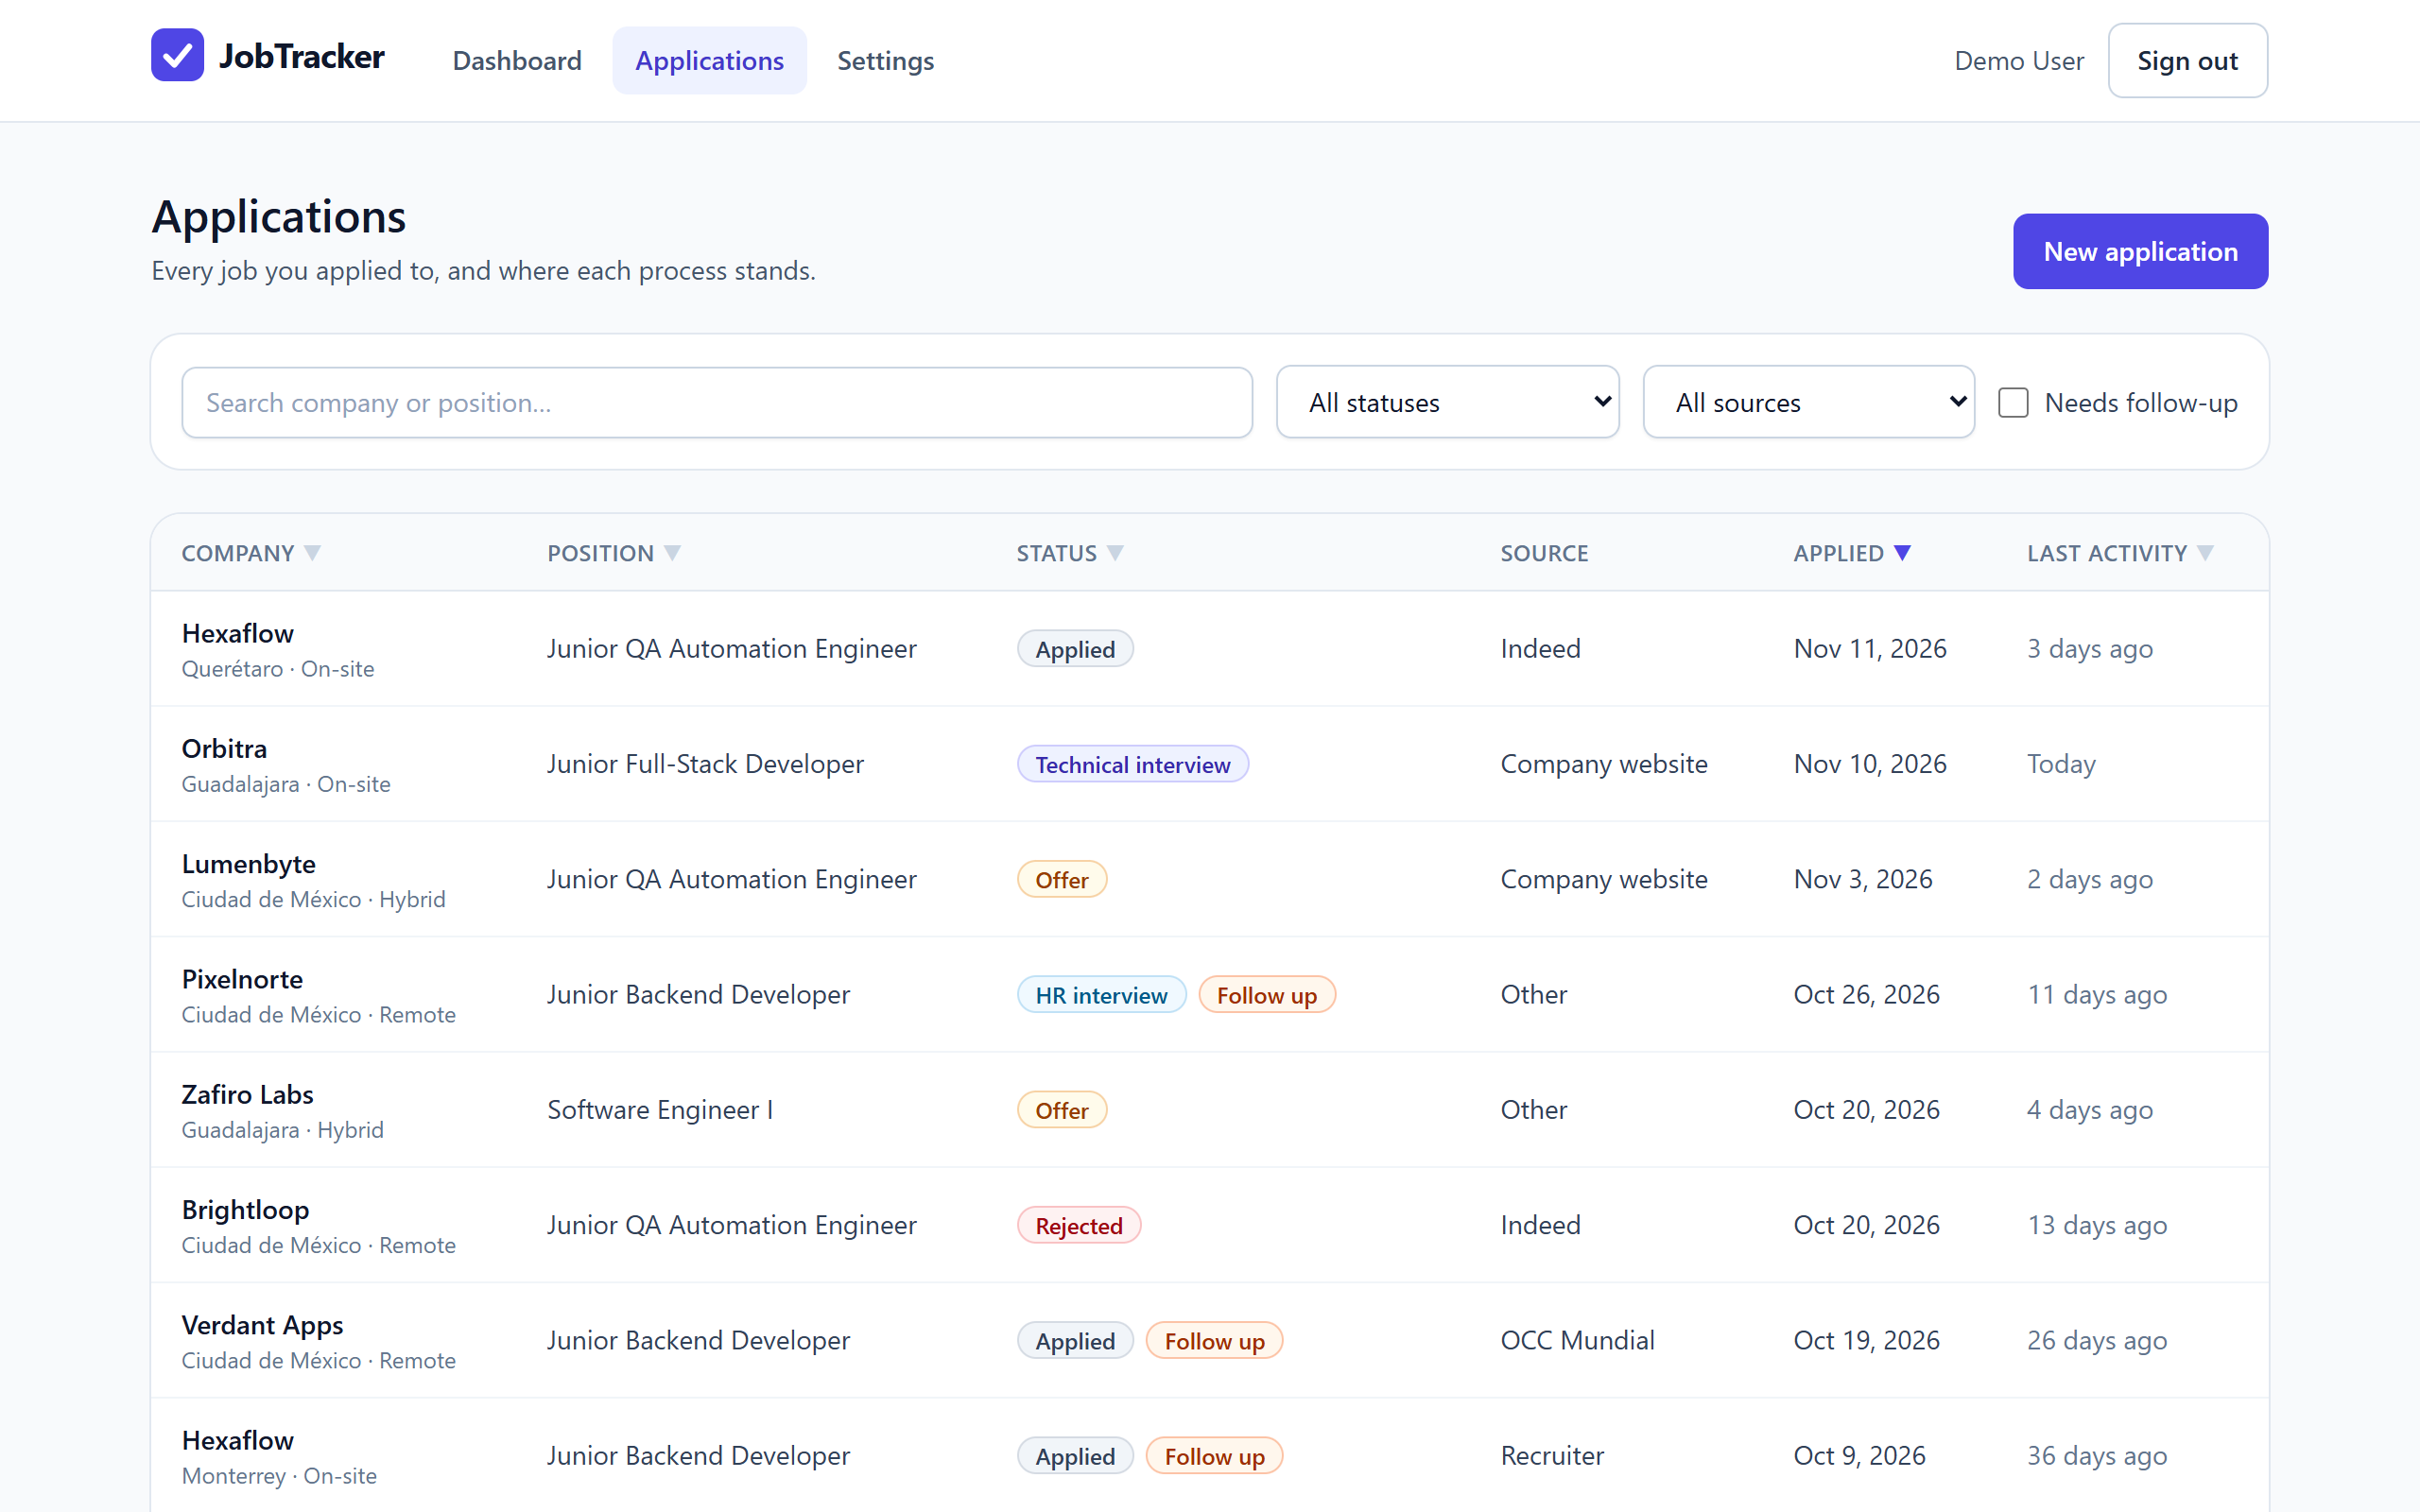 JobTracker Dashboard Applications Settings Demo User Sign out
Applications
Every job you applied to, and where each process stands.
New application
Search company or position... All statuses All sources Needs follow-up
COMPANY POSITION STATUS SOURCE APPLIED LAST ACTIVITY
Hexaflow
Querétaro · On-site
Junior QA Automation Engineer Applied Indeed Nov 11, 2026 3 days ago
Orbitra
Guadalajara · On-site
Junior Full-Stack Developer Technical interview Company website Nov 10, 2026 Today
Lumenbyte
Ciudad de México · Hybrid
Junior QA Automation Engineer Offer Company website Nov 3, 2026 2 days ago
Pixelnorte
Ciudad de México · Remote
Junior Backend Developer HR interview Follow up Other Oct 26, 2026 11 days ago
Zafiro Labs
Guadalajara · Hybrid
Software Engineer I Offer Other Oct 20, 2026 4 days ago
Brightloop
Ciudad de México · Remote
Junior QA Automation Engineer Rejected Indeed Oct 20, 2026 13 days ago
Verdant Apps
Ciudad de México · Remote
Junior Backend Developer Applied Follow up OCC Mundial Oct 19, 2026 26 days ago
Hexaflow
Monterrey · On-site
Junior Backend Developer Applied Follow up Recruiter Oct 9, 2026 36 days ago